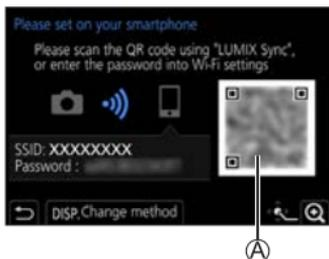 Please set on your smartphone
Please scan the QR code using "LUMIX Sync",
or enter the password into Wi-Fi settings
SSID: XXXXXXXX
Password :
DISP. Change method
A